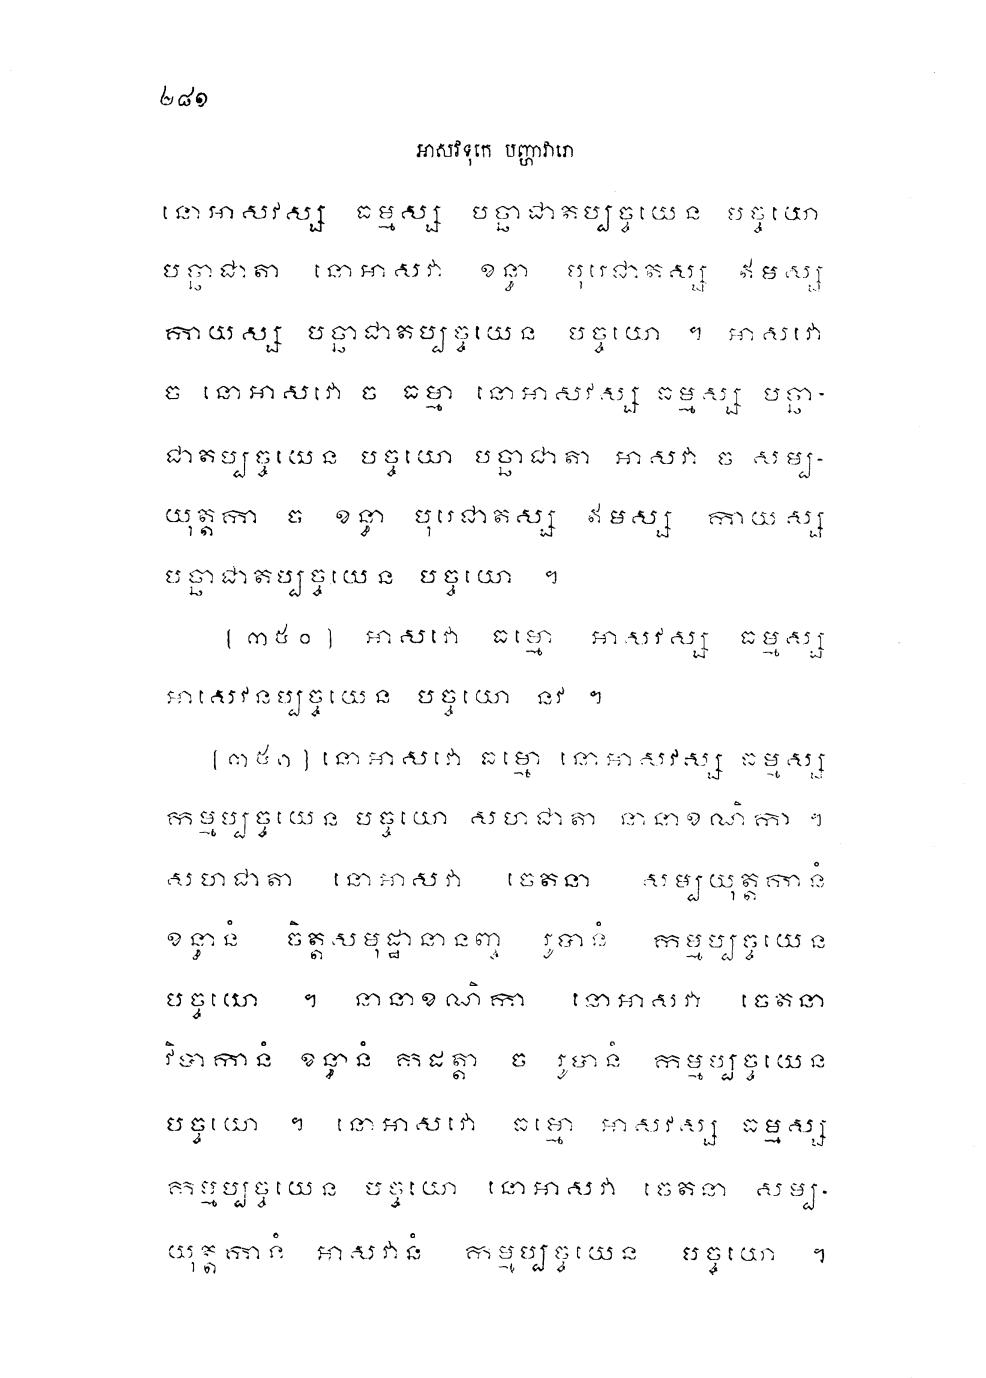 ២៨១
អាសវទុកេ បញ្ហាវារោ
នោអាសវស្ស ធម្មស្ស បច្ឆាជាតប្បច្ចយេន បច្ចយោ
បច្ឆាជាតា នោអាសវា ខន្ធា បុរេជាតស្ស ឥមស្ស
កាយស្ស បច្ឆាជាតប្បច្ចយេន បច្ចយោ ។ អាសវោ
ច នោអាសវោ ច ធម្មា នោអាសវស្ស ធម្មស្ស បច្ឆា-
ជាតប្បច្ចយេន បច្ចយោ បច្ឆាជាតា អាសវា ច សម្ប-
យុត្តកា ច ខន្ធា បុរេជាតស្ស ឥមស្ស កាយស្ស
បច្ឆាជាតប្បច្ចយេន បច្ចយោ ។
[៣៥០] អាសវោ ធម្មោ អាសវស្ស ធម្មស្ស
អាសេវនប្បច្ចយេន បច្ចយោ នវ ។
[៣៥១] នោអាសវោ ធម្មោ នោអាសវស្ស ធម្មស្ស
កម្មប្បច្ចយេន បច្ចយោ សហជាតា នានាខណិកា ។
សហជាតា នោអាសវា ចេតនា សម្បយុត្តកានំ
ខន្ធានំ ចិត្តសមុដ្ឋានានញ្ច រូបានំ កម្មប្បច្ចយេន
បច្ចយោ ។ នានាខណិកា នោអាសវា ចេតនា
វិបាកានំ ខន្ធានំ កដត្តា ច រូបានំ កម្មប្បច្ចយេន
បច្ចយោ ។ នោអាសវោ ធម្មោ អាសវស្ស ធម្មស្ស
កម្មប្បច្ចយេន បច្ចយោ នោអាសវា ចេតនា សម្ប-
យុត្តកានំ អាសវានំ កម្មប្បច្ចយេន បច្ចយោ ។